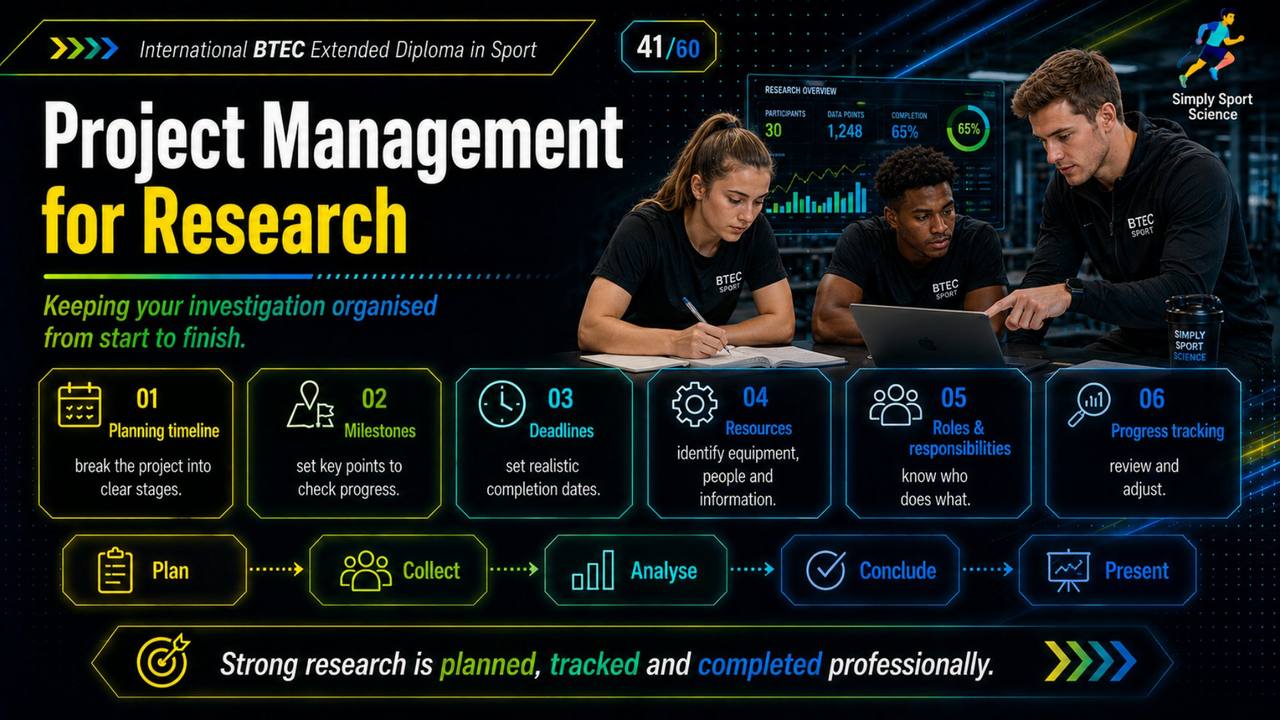 International BTEC Extended Diploma in Sport
41/60
Simply Sport
Science
Project Management
for Research
Keeping your investigation organised
from start to finish.
RESEARCH OVERVIEW
PARTICIPANTS
30
DATA POINTS
1,248
COMPLETION
65%
65%
BTEC
SPORT
BTEC
SPORT
BTEC
SPORT
SIMPLY
SPORT
SCIENCE
01
Planning timeline
break the project into
clear stages.
02
Milestones
set key points to
check progress.
03
Deadlines
set realistic
completion dates.
04
Resources
identify equipment,
people and
information.
05
Roles &
responsibilities
know who
does what.
06
Progress tracking
review and
adjust.
Plan
Collect
Analyse
Conclude
Present
Strong research is planned, tracked and completed professionally.